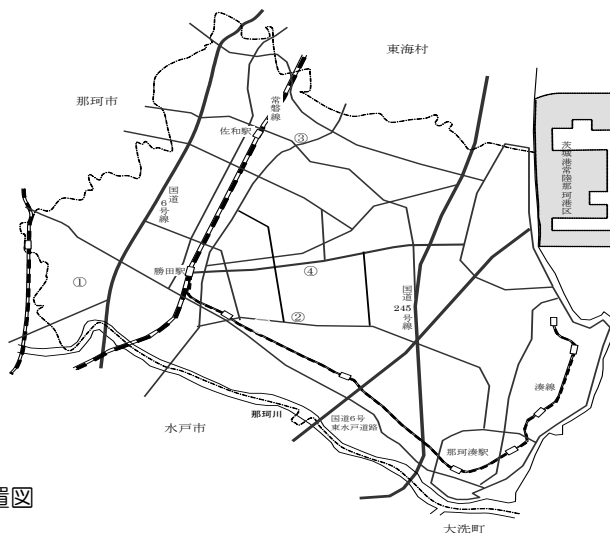 東海村
那珂市
常磐線
佐和駅
③
茨城港常陸那珂港区
国道
6号線
勝田駅
④
①
国道
245号線
②
湊線
那珂川
国道6号
東水戸道路
水戸市
那珂湊駅
置図
大洗町